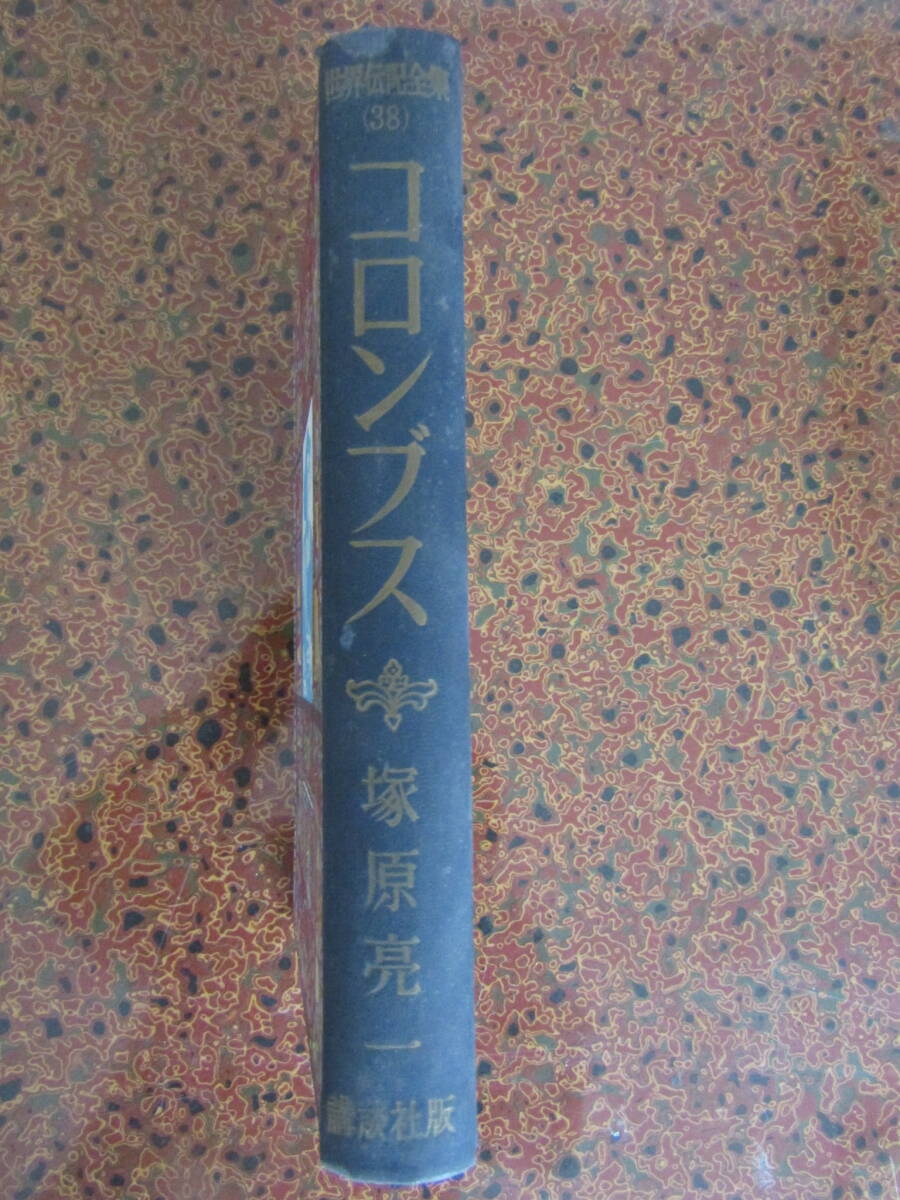 世界伝記全集
(38)
コロンブス
塚原亮一
講談社版